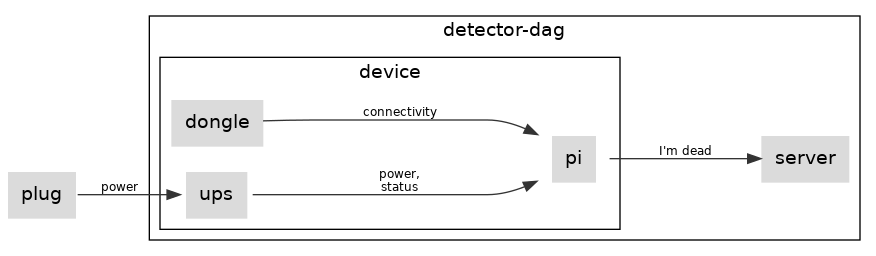 detector-dag
device
dongle
connectivity
pi
I'm dead
server
plug
power
ups
power,
status